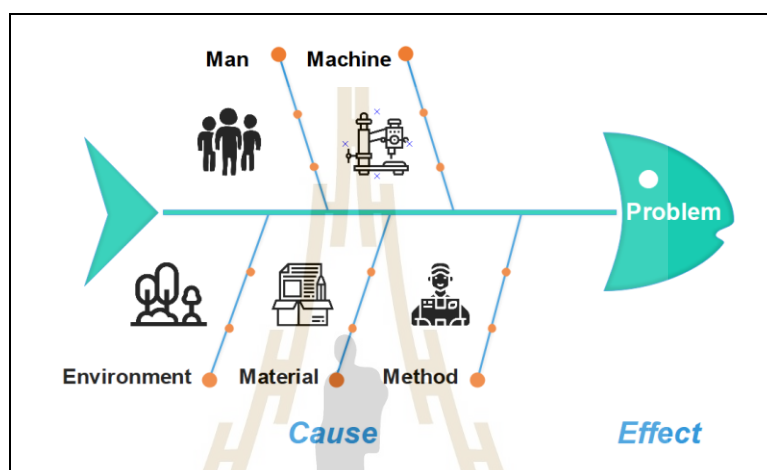 Man
Machine
Problem
Environment
Material
Method
Cause
Effect